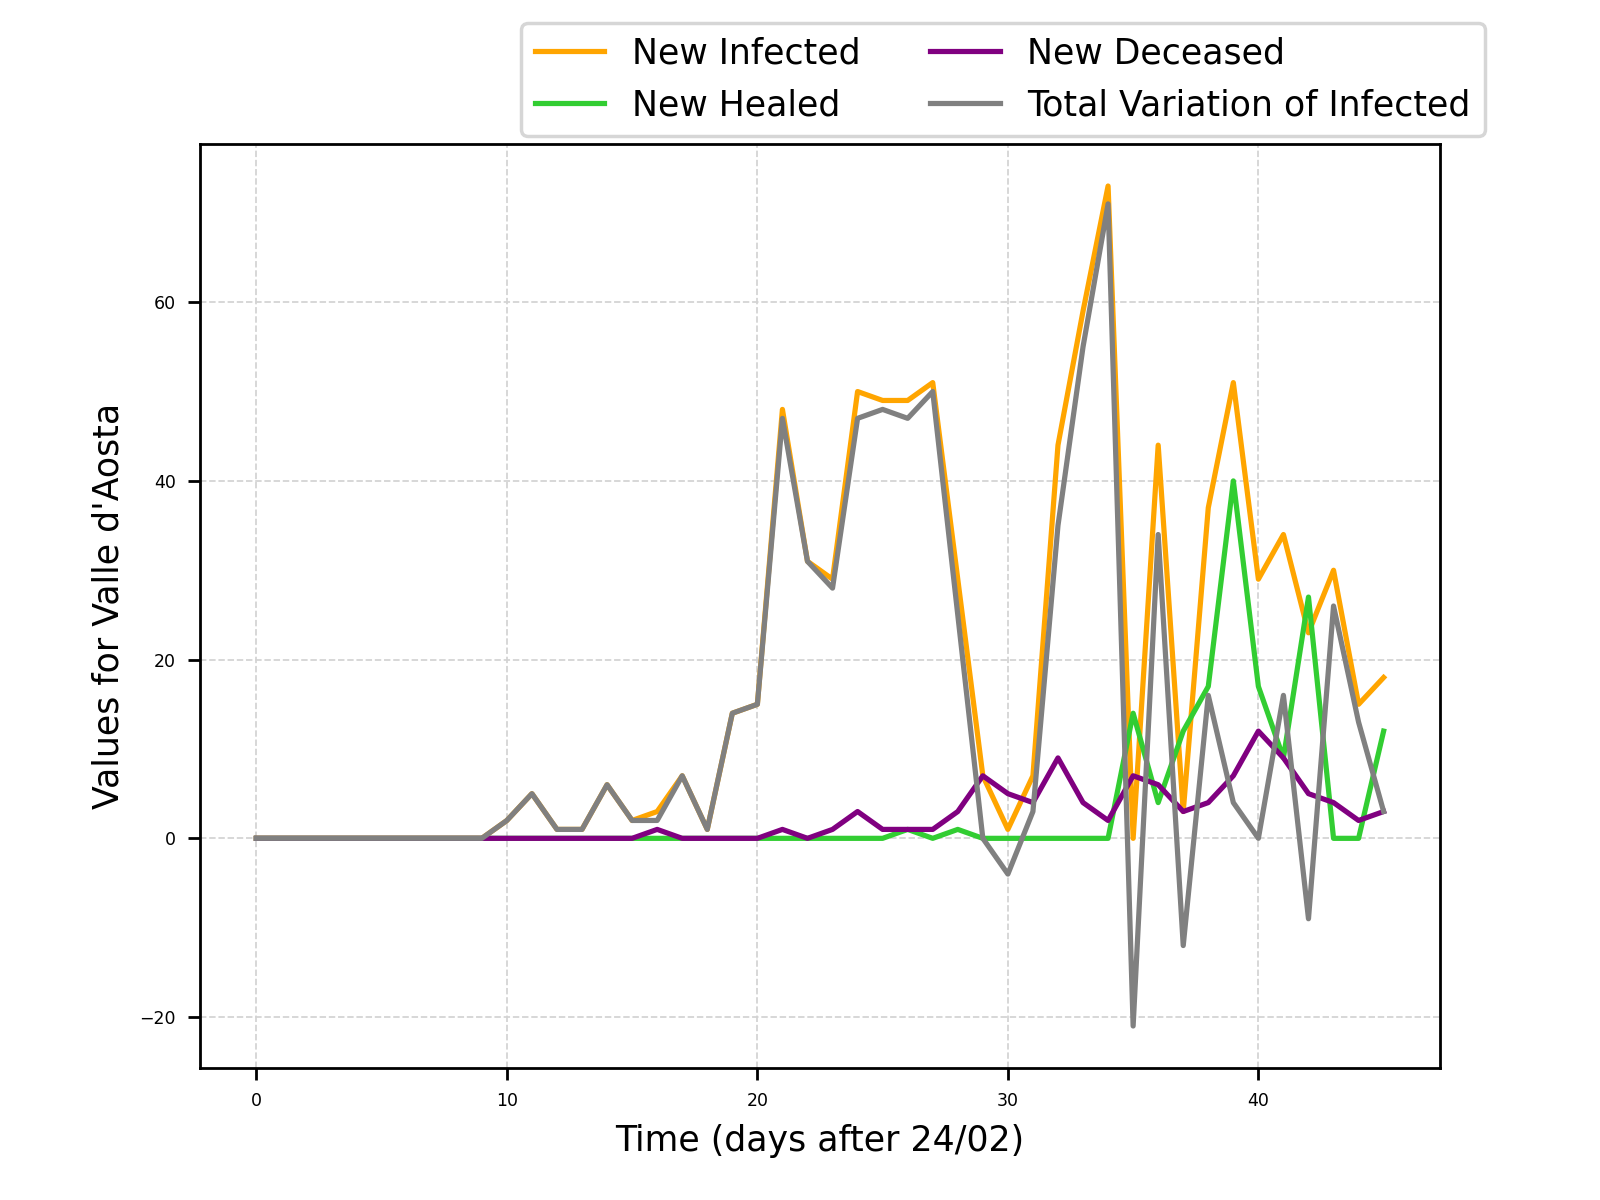 New Infected
New Healed
New Deceased
Total Variation of Infected
Values for Valle d'Aosta
60
40
20
0
−20
0 10 20 30 40
Time (days after 24/02)